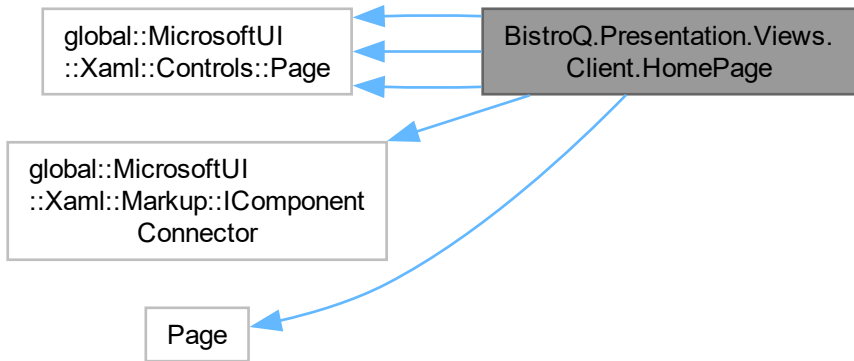 global::MicrosoftUI
::Xaml::Controls::Page
BistroQ.Presentation.Views.
Client.HomePage
global::MicrosoftUI
::Xaml::Markup::IComponent
Connector
Page